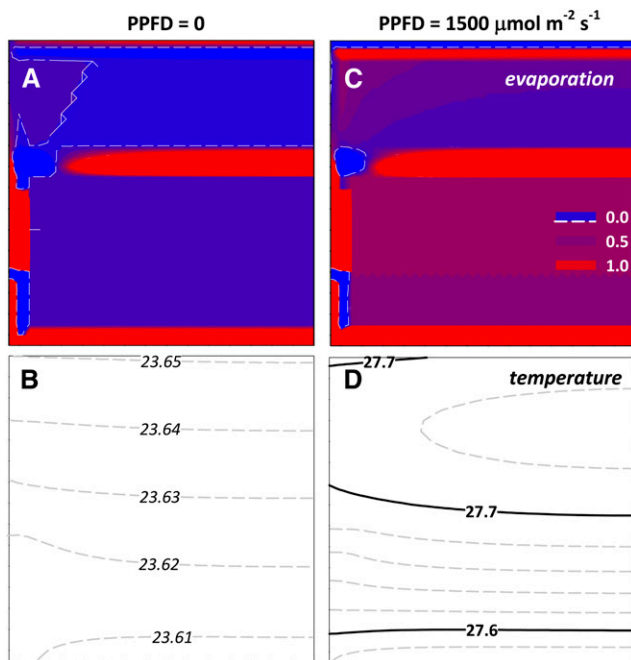 PPFD = 0
PPFD = 1500 µmol m⁻² s⁻¹
A
C
evaporation
0.0
0.5
1.0
B
23.65
23.64
23.63
23.62
23.61
D
temperature
27.7
27.7
27.6